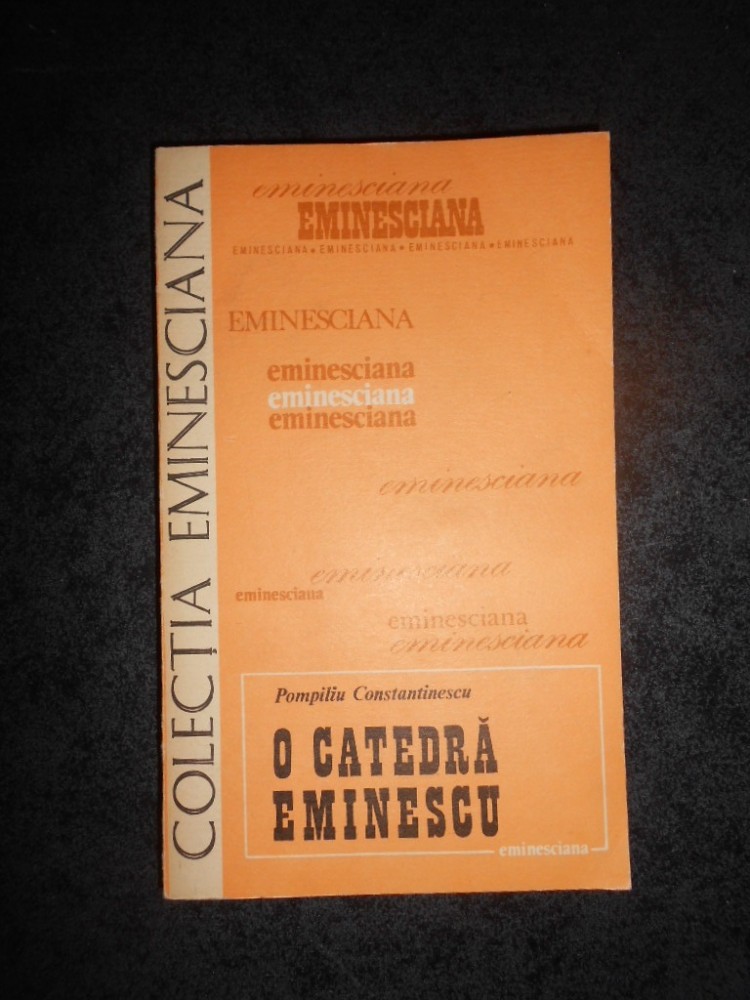 COLECȚIA EMINESCIANA
eminesciana
EMINESCIANA
EMINESCIANA • EMINESCIANA • EMINESCIANA • EMINESCIANA
EMINESCIANA
eminesciana
eminesciana
eminesciana
eminesciana
eminesciana
eminesciana
eminesciana
eminesciana
Pompiliu Constantinescu
O CATEDRĂ
EMINESCU
eminesciana